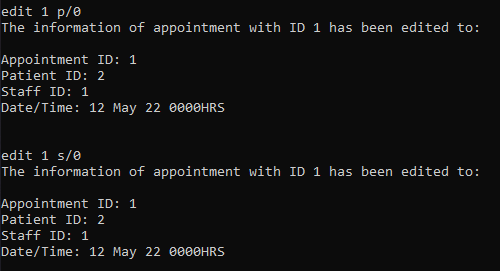 edit 1 p/0
The information of appointment with ID 1 has been edited to:
Appointment ID: 1
Patient ID: 2
Staff ID: 1
Date/Time: 12 May 22 0000HRS
edit 1 s/0
The information of appointment with ID 1 has been edited to:
Appointment ID: 1
Patient ID: 2
Staff ID: 1
Date/Time: 12 May 22 0000HRS